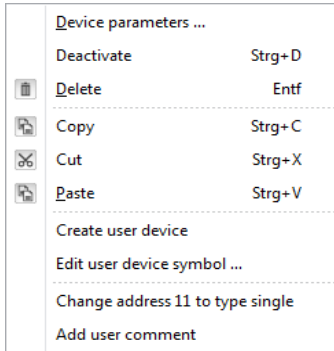 Device parameters ...
Deactivate Strg+D
Delete Entf
Copy Strg+C
Cut Strg+X
Paste Strg+V
Create user device
Edit user device symbol ...
Change address 11 to type single
Add user comment